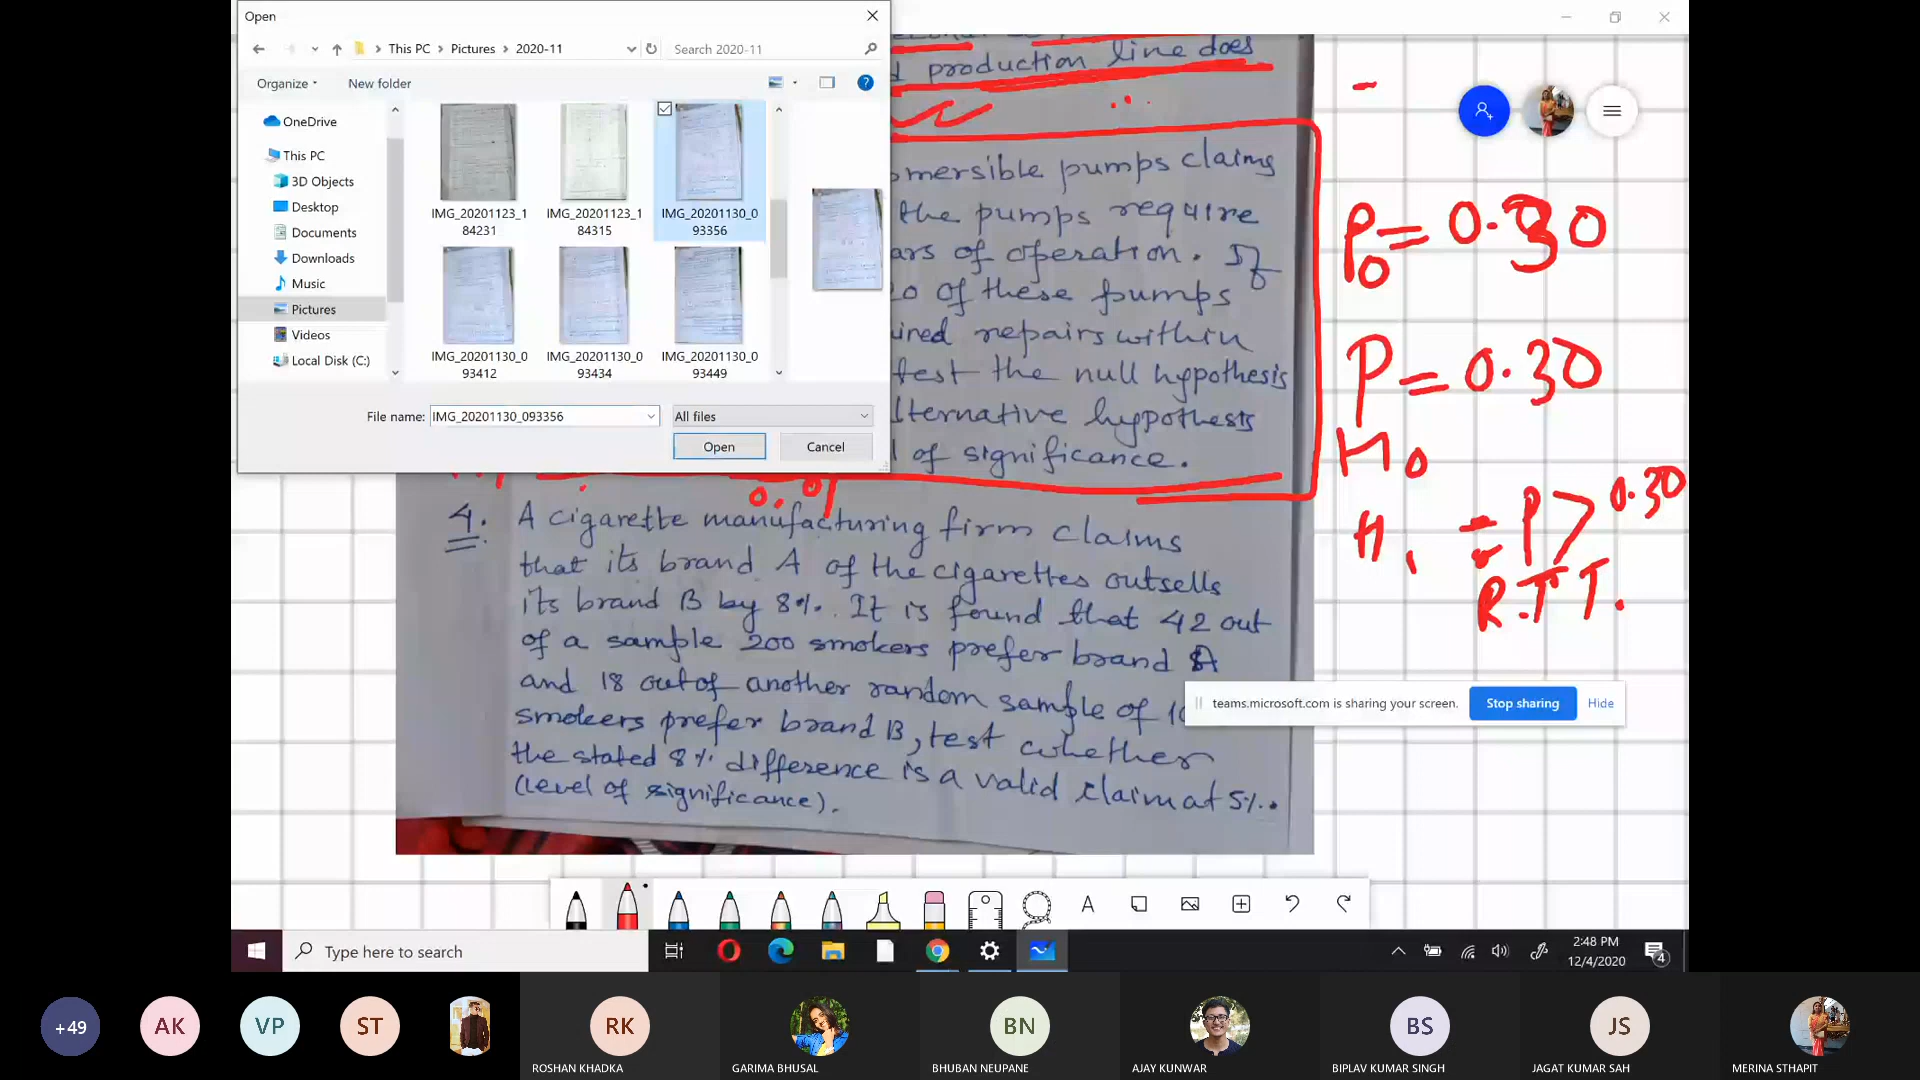 Open
This PC > Pictures > 2020-11
Search 2020-11
Organize
New folder
OneDrive
This PC
3D Objects
Desktop
Documents
Downloads
Music
Pictures
Videos
Local Disk (C:)
IMG_20201123_184231
IMG_20201123_184315
IMG_20201130_093356
IMG_20201130_093412
IMG_20201130_093434
IMG_20201130_093449
File name: IMG_20201130_093356
All files
Open
Cancel
production line does
mersible pumps claims
the pumps require
ars of operation. If
20 of these pumps
ired repairs within
test the null hypothesis
lternative hypothesis
of significance.
0.01
4. A cigarette manufacturing firm claims
that its brand A of the cigarettes outsells
its brand B by 8%. It is found that 42 out
of a sample 200 smokers prefer brand A
and 18 out of another random sample of 10
smokers prefer brand B, test whether
the stated 8% difference is a valid claim at 5%.
(level of significance).
P0 = 0.30
P = 0.30
H0
H1 = P > 0.30
R.T.T.
teams.microsoft.com is sharing your screen.
Stop sharing
Hide
A
Type here to search
2:48 PM
12/4/2020
4
+49
AK
VP
ST
RK
BN
BS
JS
ROSHAN KHADKA
GARIMA BHUSAL
BHUBAN NEUPANE
AJAY KUNWAR
BIPLAV KUMAR SINGH
JAGAT KUMAR SAH
MERINA STHAPIT